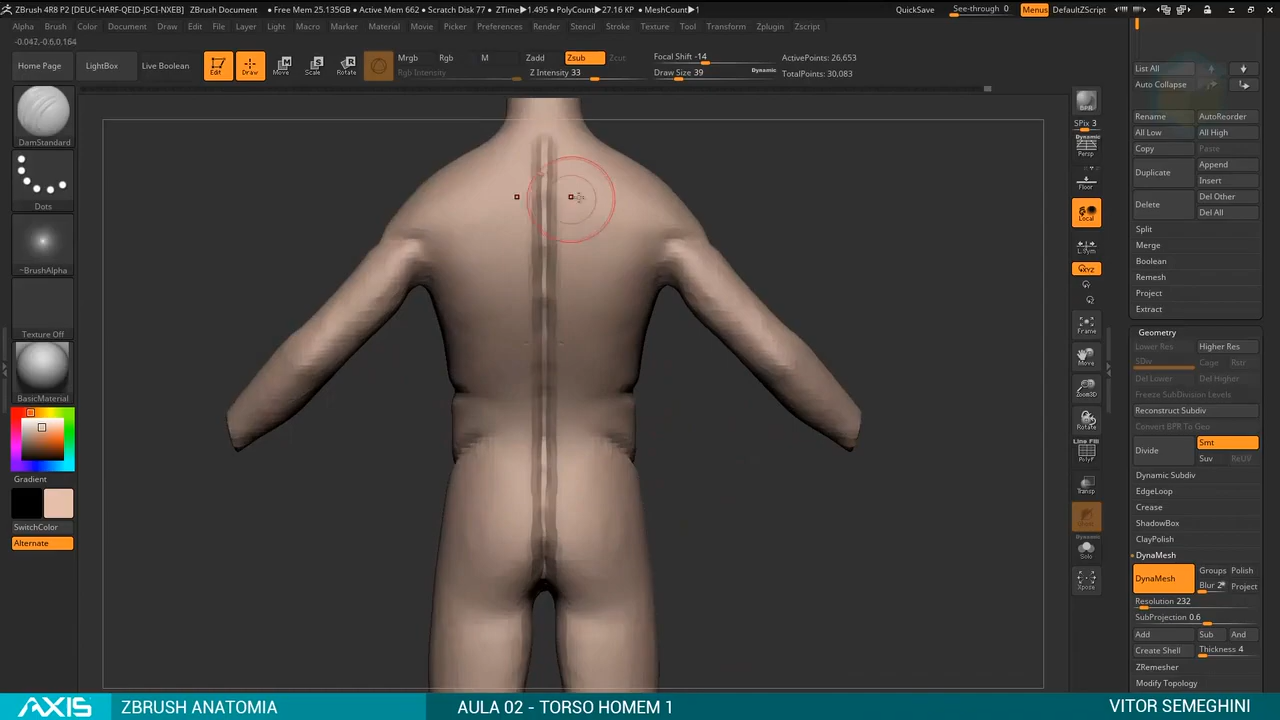 ZBrush 4R8 P2 [DEUC-HARF-QEID-JSCI-NXEB] • Free Mem 25.135GB • Active Mem 662 • Scratch Disk 77 • ZTime▸1.495 • PolyCount▸27.16 KP • MeshCount▸1 QuickSave See-through 0 Menus DefaultZScript
Alpha Brush Color Document Draw Edit File Layer Light Macro Marker Material Movie Picker Preferences Render Stencil Stroke Texture Tool Transform Zplugin Zscript
-0.042,-0.6,0.164
Home Page LightBox Live Boolean
Edit Draw Move Scale Rotate
Mrgb Rgb M
Rgb Intensity
Zadd Zsub Zcut
Z Intensity 33
Focal Shift -14
Draw Size 39 Dynamic
ActivePoints: 26,653
TotalPoints: 30,083
DamStandard
Dots
~BrushAlpha
Texture Off
BasicMaterial
Gradient
SwitchColor
Alternate
BPR
SPix 3
Dynamic
Persp
Floor
Local
L.Sym
XYZ
Frame
Move
Zoom3D
Rotate
Line Fill
PolyF
Transp
Dynamic
Solo
Xpose
List All
Auto Collapse
Rename AutoReorder
All Low All High
Copy Paste
Duplicate Append
Insert
Delete Del Other
Del All
Split
Merge
Boolean
Remesh
Project
Extract
Geometry
Lower Res Higher Res
SDiv Cage Rstr
Del Lower Del Higher
Freeze SubDivision Levels
Reconstruct Subdiv
Convert BPR To Geo
Divide Smt
Suv ReUV
Dynamic Subdiv
EdgeLoop
Crease
ShadowBox
ClayPolish
DynaMesh
DynaMesh Groups Polish
Blur 2 Project
Resolution 232
SubProjection 0.6
Add Sub And
Create Shell Thickness 4
ZRemesher
Modify Topology
AXIS ZBRUSH ANATOMIA AULA 02 - TORSO HOMEM 1 VITOR SEMEGHINI